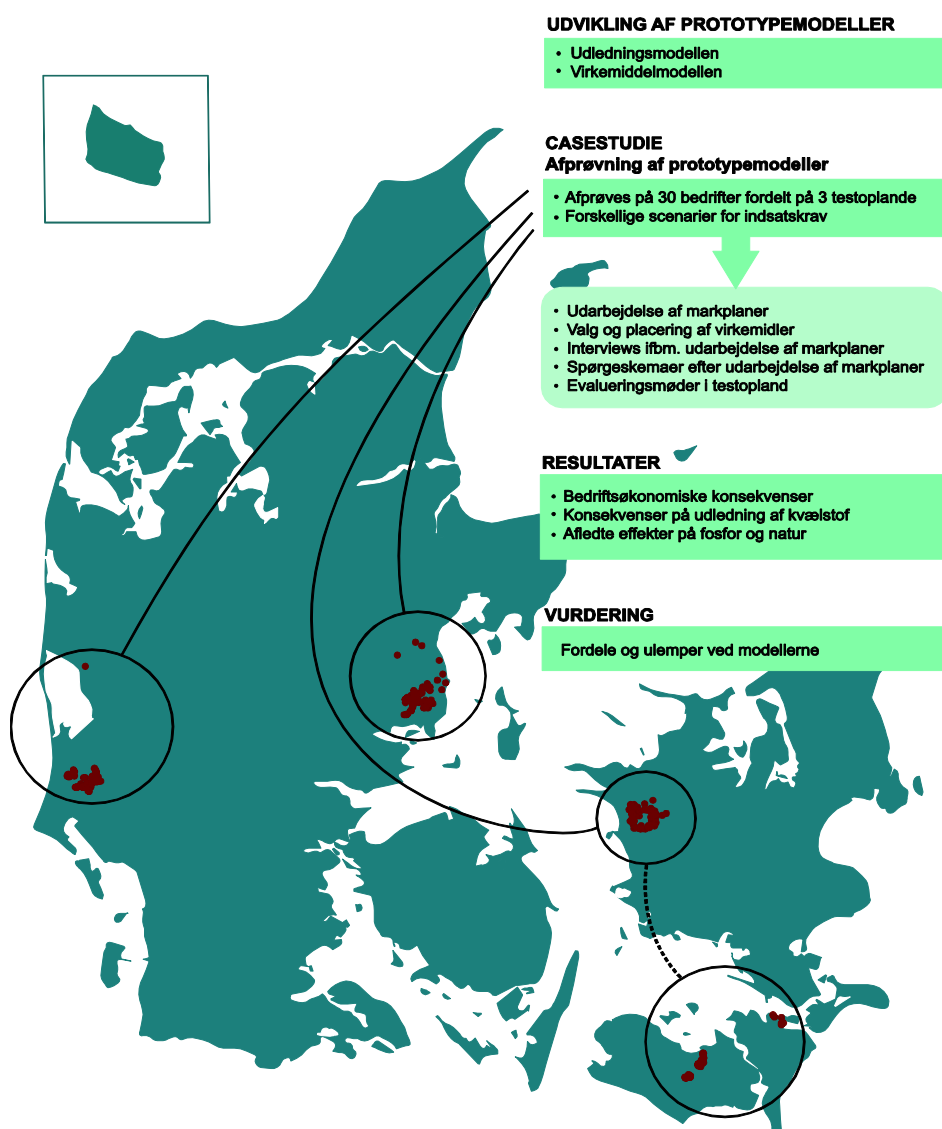 UDVIKLING AF PROTOTYPEMODELLER
• Udledningsmodellen
• Virkemiddelmodellen
CASESTUDIE
Afprøvning af prototypemodeller
• Afprøves på 30 bedrifter fordelt på 3 testoplande
• Forskellige scenarier for indsatskrav
• Udarbejdelse af markplaner
• Valg og placering af virkemidler
• Interviews ifbm. udarbejdelse af markplaner
• Spørgeskemaer efter udarbejdelse af markplaner
• Evalueringsmøder i testopland
RESULTATER
• Bedriftsøkonomiske konsekvenser
• Konsekvenser på udledning af kvælstof
• Afledte effekter på fosfor og natur
VURDERING
Fordele og ulemper ved modellerne